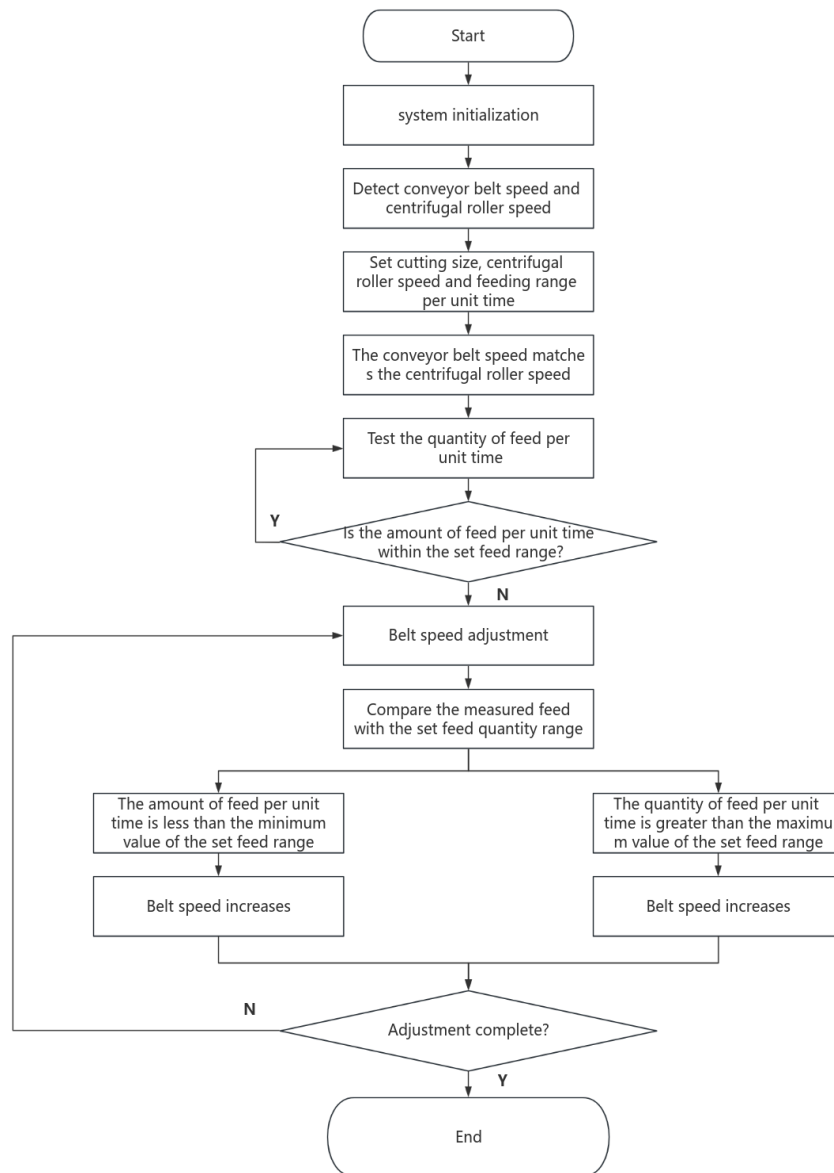 Start
system initialization
Detect conveyor belt speed and
centrifugal roller speed
Set cutting size, centrifugal
roller speed and feeding range
per unit time
The conveyor belt speed matche
s the centrifugal roller speed
Test the quantity of feed per
unit time
Y
Is the amount of feed per unit time
within the set feed range?
N
Belt speed adjustment
Compare the measured feed
with the set feed quantity range
The amount of feed per unit
time is less than the minimum
value of the set feed range
The quantity of feed per unit
time is greater than the maximu
m value of the set feed range
Belt speed increases
Belt speed increases
N
Adjustment complete?
Y
End